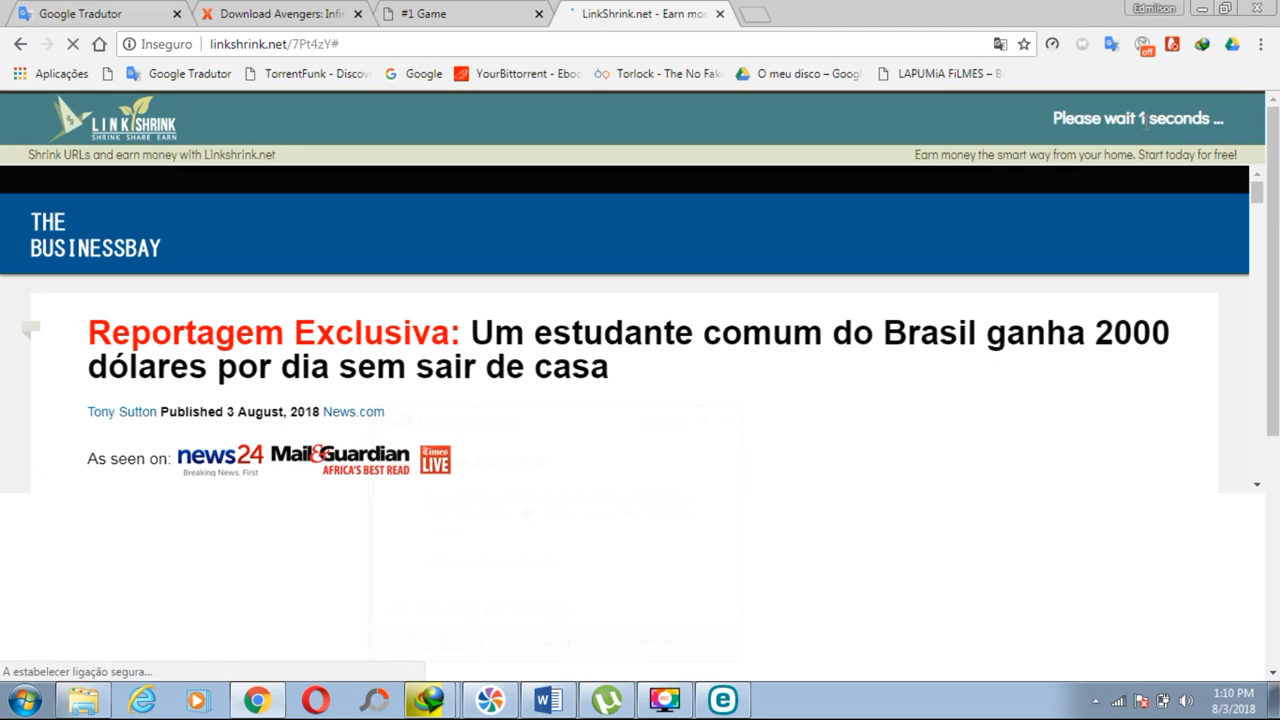 Google Tradutor
Download Avengers: Infi
#1 Game
LinkShrink.net - Earn mo
Edmilson
Inseguro
linkshrink.net/7Pt4zY#
off
Aplicações
Google Tradutor
TorrentFunk - Discov
Google
YourBittorrent - Eboo
Torlock - The No Fa
O meu disco – Goog
LAPUMiA FiLMES – B
LINK SHRINK
SHRINK SHARE EARN
Please wait 1 seconds ...
Shrink URLs and earn money with Linkshrink.net
Earn money the smart way from your home. Start today for free!
THE
BUSINESSBAY
Reportagem Exclusiva: Um estudante comum do Brasil ganha 2000
dólares por dia sem sair de casa
Tony Sutton Published 3 August, 2018 News.com
As seen on: news24 Mail&Guardian Times
Breaking News. First AFRICA'S BEST READ LIVE
A estabelecer ligação segura...
1:10 PM
8/3/2018